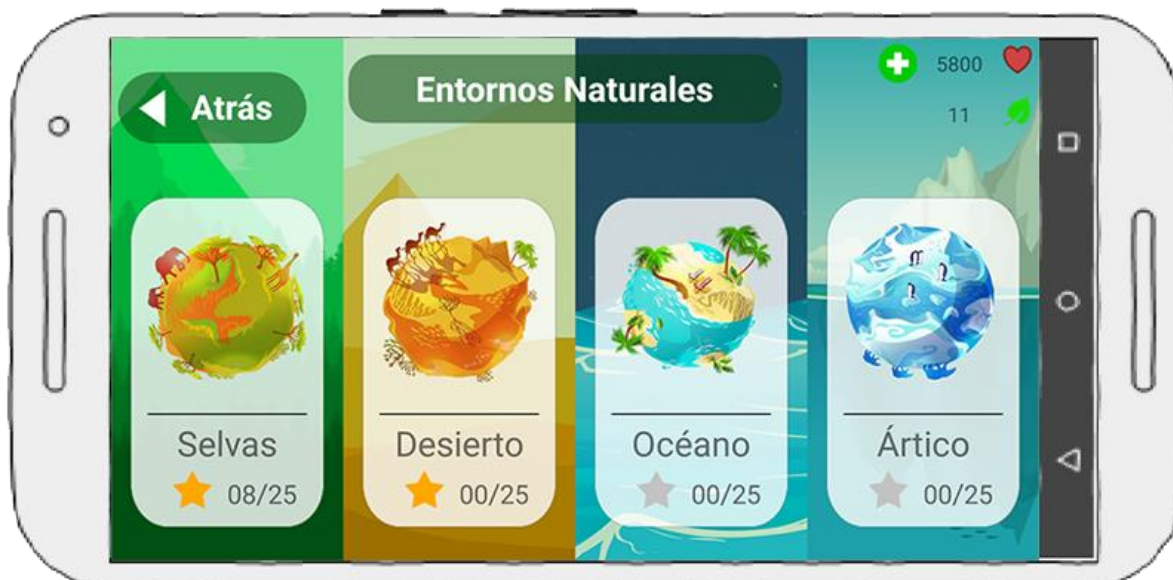 Atrás
Entornos Naturales
5800
11
Selvas
08/25
Desierto
00/25
Océano
00/25
Ártico
00/25